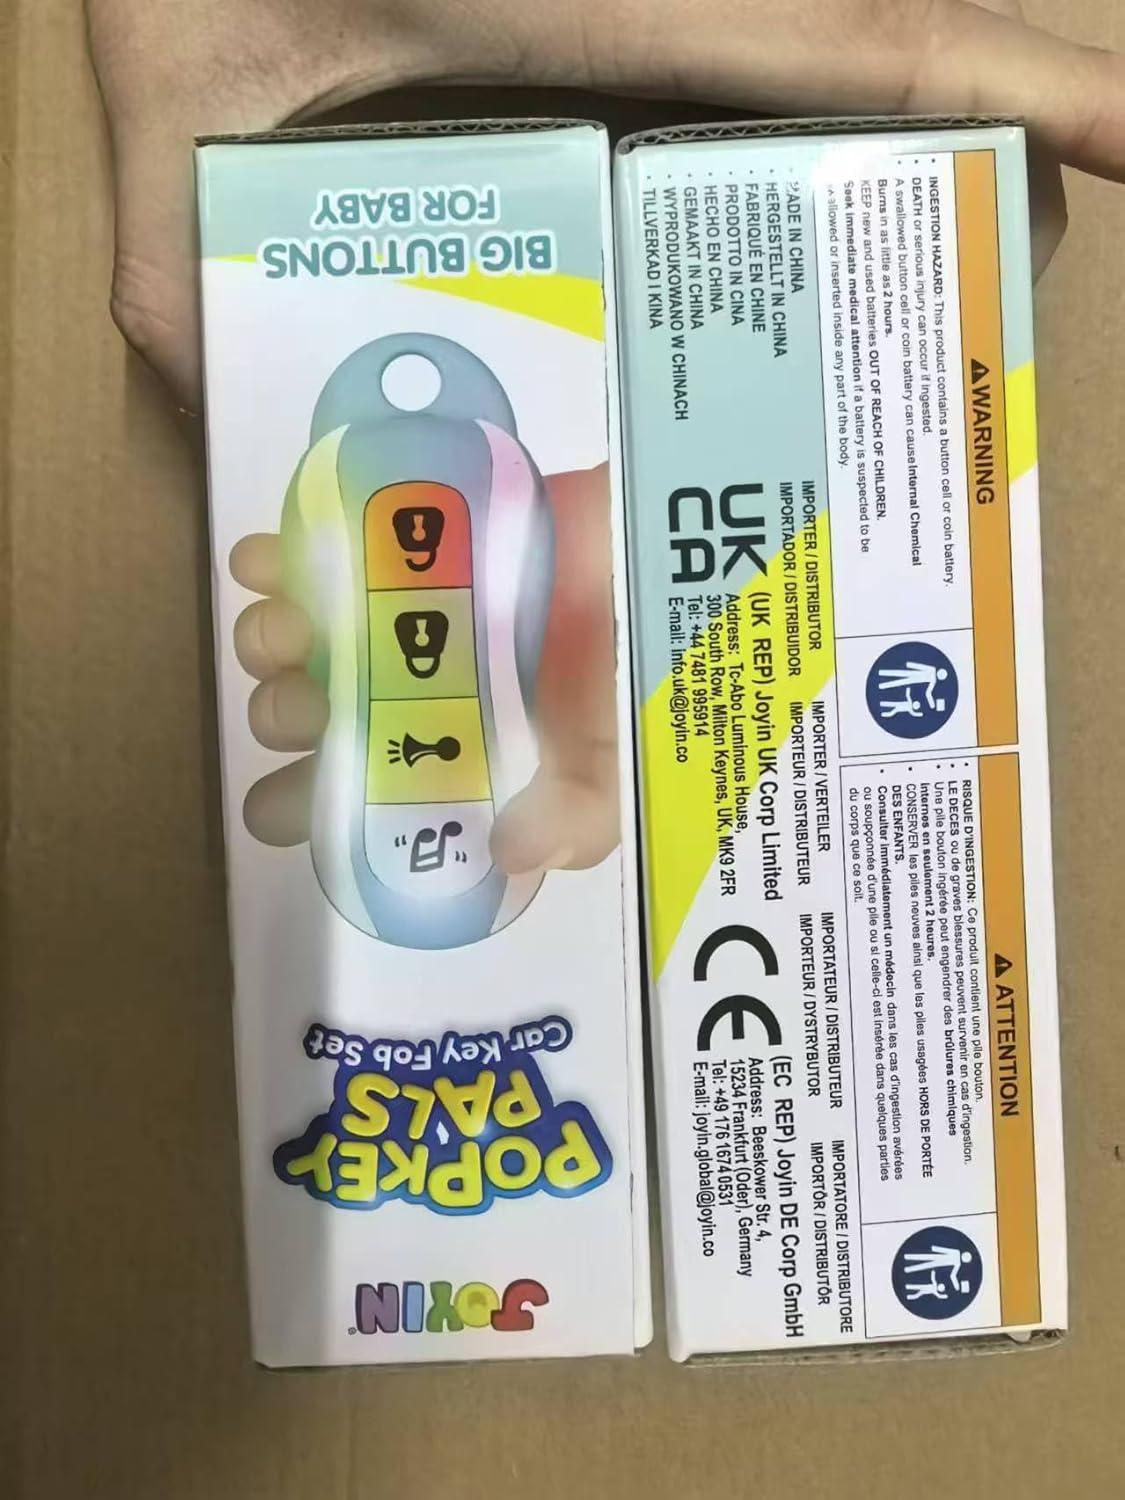 BIG BUTTONS
FOR BABY
POPKEY
PALS
Car Key Fob Set
JOYIN®
WARNING
• INGESTION HAZARD: This product contains a button cell or coin battery.
• DEATH or serious injury can occur if ingested.
• A swallowed button cell or coin battery can cause Internal Chemical
Burns in as little as 2 hours.
KEEP new and used batteries OUT OF REACH OF CHILDREN.
Seek immediate medical attention if a battery is suspected to be
swallowed or inserted inside any part of the body.
ATTENTION
• RISQUE D'INGESTION: Ce produit contient une pile bouton.
• LE DECES ou de graves blessures peuvent survenir en cas d'ingestion.
• Une pile bouton ingérée peut engendrer des brûlures chimiques
internes en seulement 2 heures.
• CONSERVER les piles neuves ainsi que les piles usagées HORS DE PORTÉE
DES ENFANTS.
• Consulter immédiatement un médecin dans les cas d'ingestion avérées
ou soupçonnée d'une pile ou si celle-ci est insérée dans quelques parties
du corps que ce soit.
• MADE IN CHINA
• HERGESTELLT IN CHINA
• FABRIQUÉ EN CHINE
• PRODOTTO IN CINA
• HECHO EN CHINA
• GEMAAKT IN CHINA
• WYPRODUKOWANO W CHINACH
• TILLVERKAD I KINA
IMPORTER / DISTRIBUTOR IMPORTER / VERTEILER IMPORTATEUR / DISTRIBUTEUR IMPORTATORE / DISTRIBUTORE
IMPORTADOR / DISTRIBUIDOR IMPORTEUR / DISTRIBUTEUR IMPORTEUR / DYSTRYBUTOR IMPORTÖR / DISTRIBUTÖR
UK
CA
(UK REP) Joyin UK Corp Limited
Address: Tc-Abo Luminous House,
300 South Row, Milton Keynes, UK, MK9 2FR
Tel: +44 7481 995914
E-mail: info.uk@joyin.co
CE
(EC REP) Joyin DE Corp GmbH
Address: Beeskower Str. 4,
15234 Frankfurt (Oder), Germany
Tel: +49 176 1674 0531
E-mail: joyin.global@joyin.co